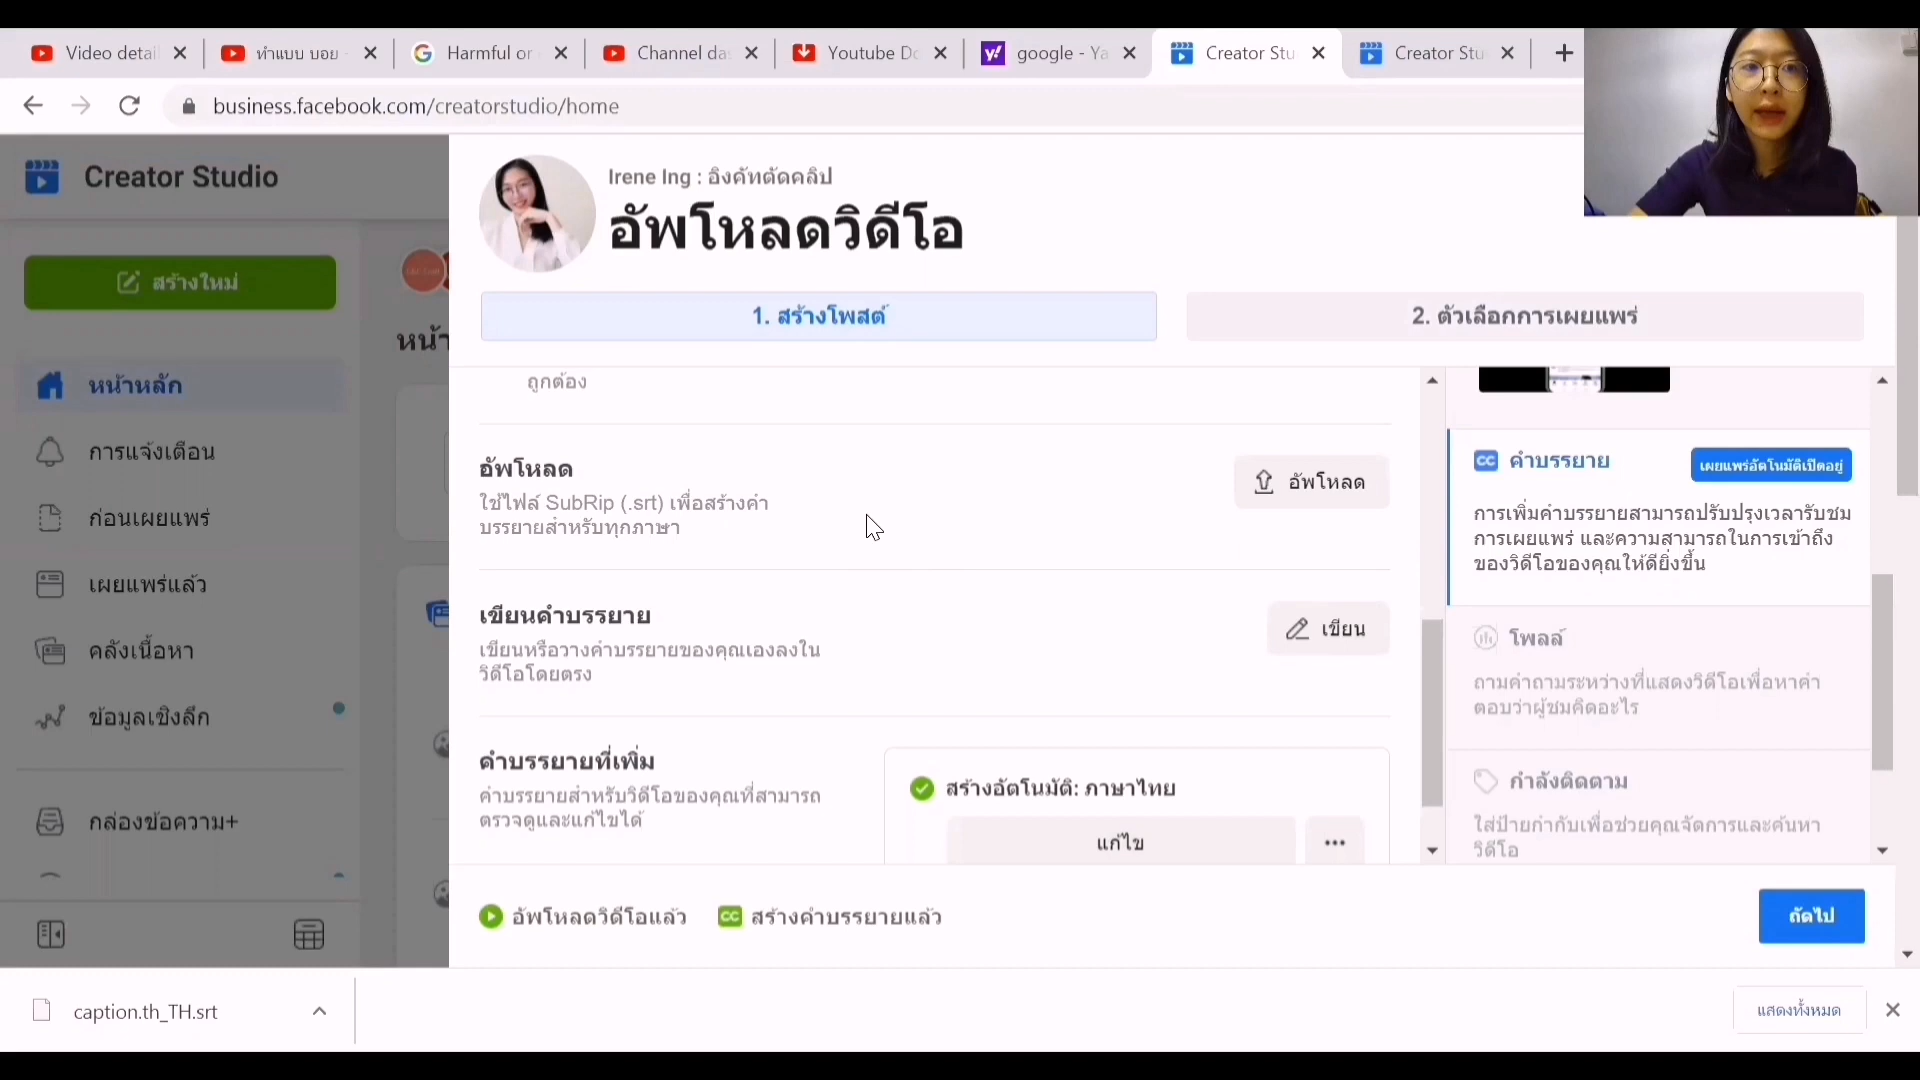 Video detai
ทำแบบ บอย
Harmful or
Channel das
Youtube Do
google - Ya
Creator Stu
Creator Stu
business.facebook.com/creatorstudio/home
Creator Studio
สร้างใหม่
หน้าหลัก
การแจ้งเตือน
ก่อนเผยแพร่
เผยแพร่แล้ว
คลังเนื้อหา
ข้อมูลเชิงลึก
กล่องข้อความ+
หน้า
Irene Ing : อิงคัทตัดคลิป
อัพโหลดวิดีโอ
1. สร้างโพสต์
2. ตัวเลือกการเผยแพร่
ถูกต้อง
อัพโหลด
ใช้ไฟล์ SubRip (.srt) เพื่อสร้างคำ
บรรยายสำหรับทุกภาษา
อัพโหลด
เขียนคำบรรยาย
เขียนหรือวางคำบรรยายของคุณเองลงใน
วิดีโอโดยตรง
เขียน
คำบรรยายที่เพิ่ม
คำบรรยายสำหรับวิดีโอของคุณที่สามารถ
ตรวจดูและแก้ไขได้
สร้างอัตโนมัติ: ภาษาไทย
แก้ไข
CC คำบรรยาย
เผยแพร่อัตโนมัติเปิดอยู่
การเพิ่มคำบรรยายสามารถปรับปรุงเวลารับชม
การเผยแพร่ และความสามารถในการเข้าถึง
ของวิดีโอของคุณให้ดียิ่งขึ้น
โพลล์
ถามคำถามระหว่างที่แสดงวิดีโอเพื่อหาคำ
ตอบว่าผู้ชมคิดอะไร
กำลังติดตาม
ใส่ป้ายกำกับเพื่อช่วยคุณจัดการและค้นหา
วิดีโอ
อัพโหลดวิดีโอแล้ว
CC สร้างคำบรรยายแล้ว
ถัดไป
caption.th_TH.srt
แสดงทั้งหมด